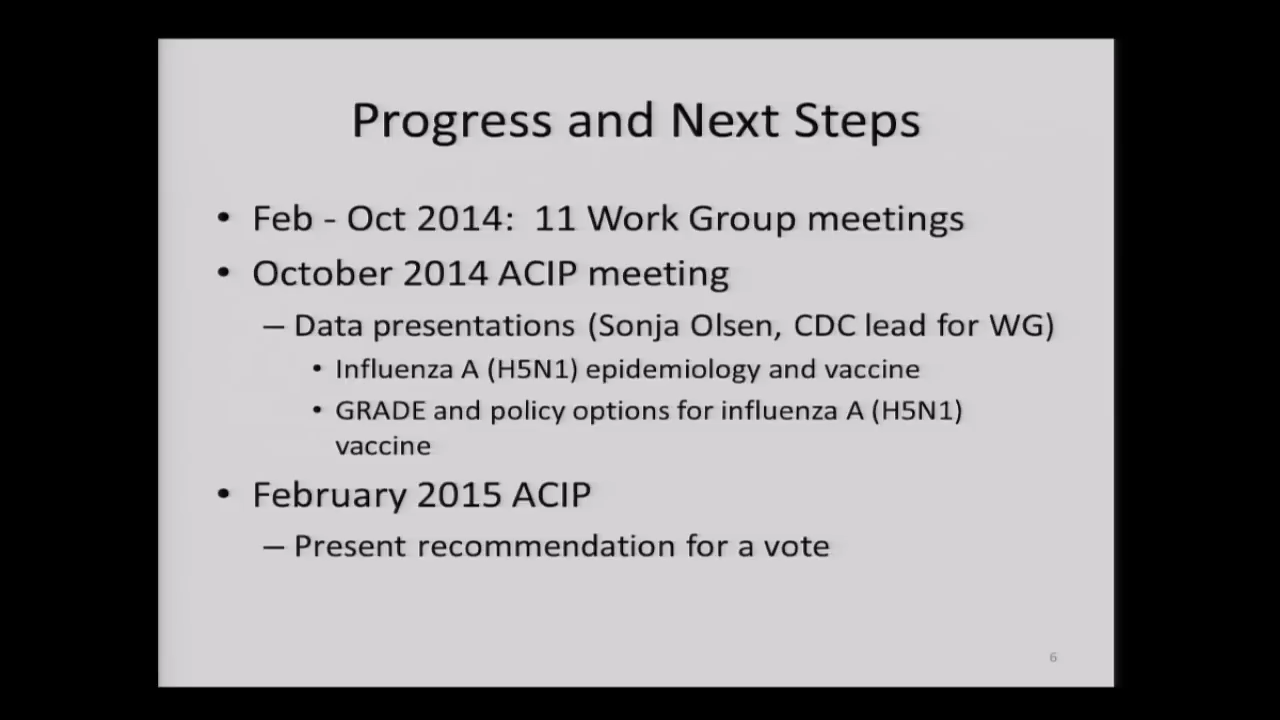 Progress and Next Steps
• Feb - Oct 2014: 11 Work Group meetings
• October 2014 ACIP meeting
– Data presentations (Sonja Olsen, CDC lead for WG)
• Influenza A (H5N1) epidemiology and vaccine
• GRADE and policy options for influenza A (H5N1)
vaccine
• February 2015 ACIP
– Present recommendation for a vote
6